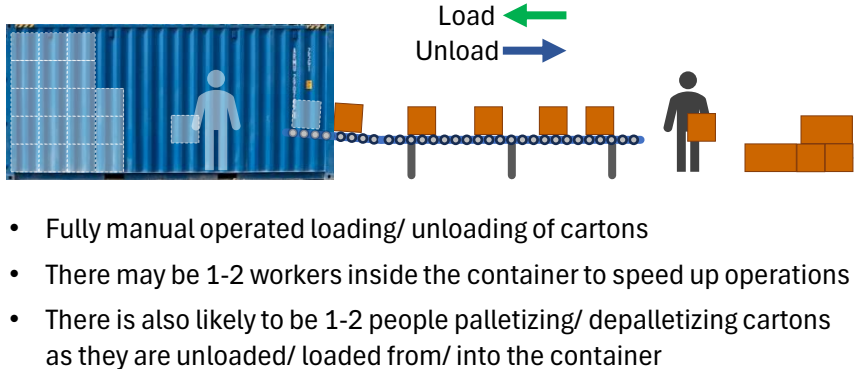 Load
Unload
• Fully manual operated loading/ unloading of cartons
• There may be 1-2 workers inside the container to speed up operations
• There is also likely to be 1-2 people palletizing/ depalletizing cartons
as they are unloaded/ loaded from/ into the container